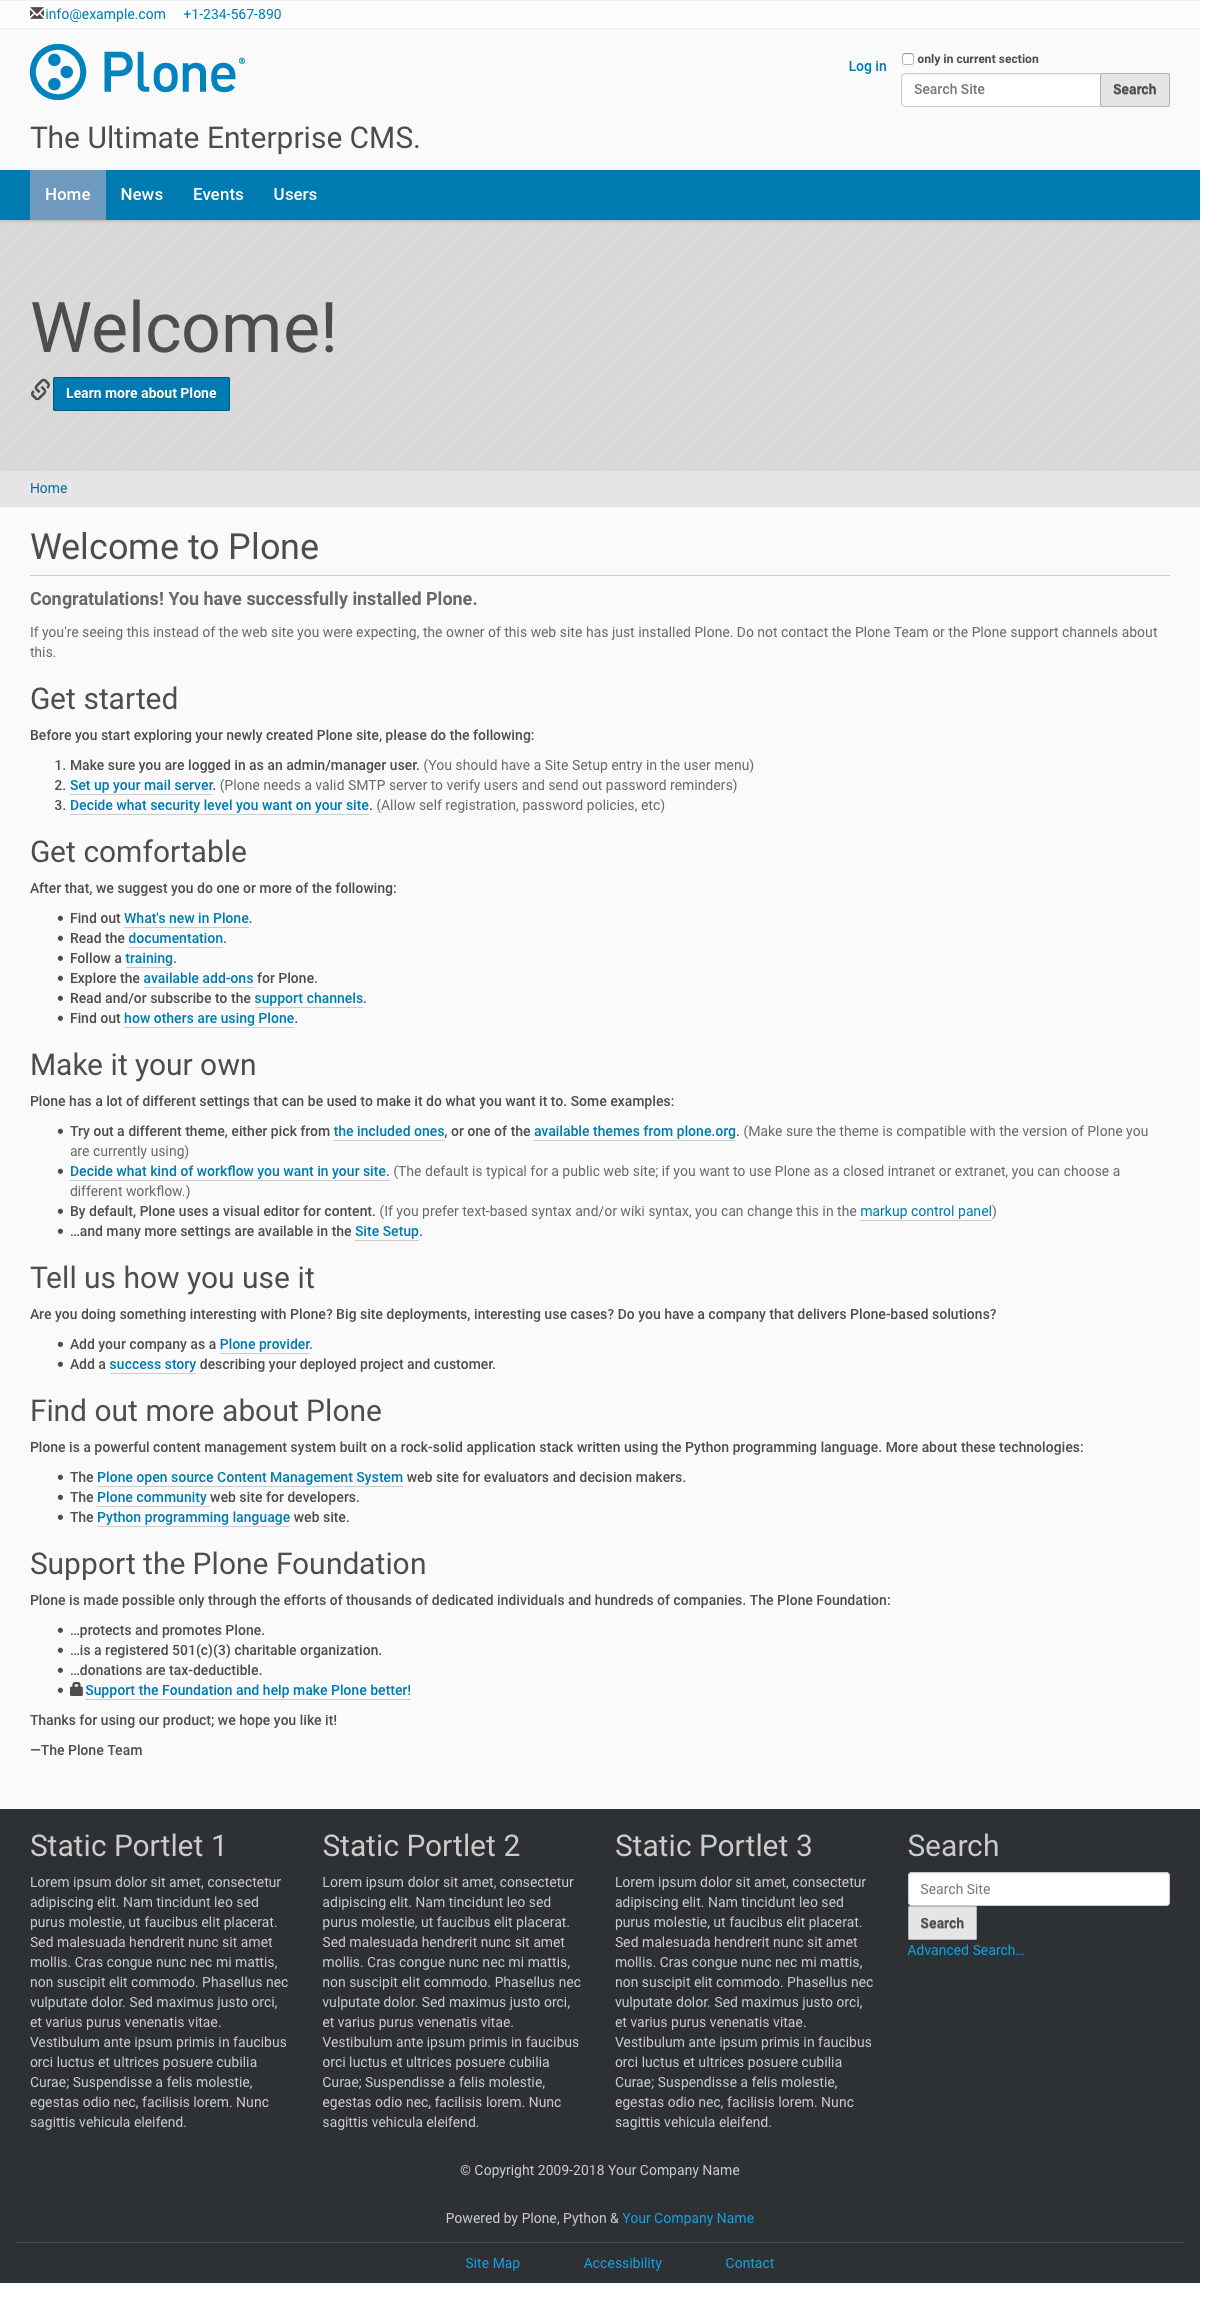 info@example.com +1-234-567-890
Plone®
Log in
only in current section
Search Site Search
The Ultimate Enterprise CMS.
Home News Events Users
Welcome!
Learn more about Plone
Home
Welcome to Plone
Congratulations! You have successfully installed Plone.
If you're seeing this instead of the web site you were expecting, the owner of this web site has just installed Plone. Do not contact the Plone Team or the Plone support channels about
this.
Get started
Before you start exploring your newly created Plone site, please do the following:
1. Make sure you are logged in as an admin/manager user. (You should have a Site Setup entry in the user menu)
2. Set up your mail server. (Plone needs a valid SMTP server to verify users and send out password reminders)
3. Decide what security level you want on your site. (Allow self registration, password policies, etc)
Get comfortable
After that, we suggest you do one or more of the following:
• Find out What's new in Plone.
• Read the documentation.
• Follow a training.
• Explore the available add-ons for Plone.
• Read and/or subscribe to the support channels.
• Find out how others are using Plone.
Make it your own
Plone has a lot of different settings that can be used to make it do what you want it to. Some examples:
• Try out a different theme, either pick from the included ones, or one of the available themes from plone.org. (Make sure the theme is compatible with the version of Plone you
are currently using)
• Decide what kind of workflow you want in your site. (The default is typical for a public web site; if you want to use Plone as a closed intranet or extranet, you can choose a
different workflow.)
• By default, Plone uses a visual editor for content. (If you prefer text-based syntax and/or wiki syntax, you can change this in the markup control panel)
• …and many more settings are available in the Site Setup.
Tell us how you use it
Are you doing something interesting with Plone? Big site deployments, interesting use cases? Do you have a company that delivers Plone-based solutions?
• Add your company as a Plone provider.
• Add a success story describing your deployed project and customer.
Find out more about Plone
Plone is a powerful content management system built on a rock-solid application stack written using the Python programming language. More about these technologies:
• The Plone open source Content Management System web site for evaluators and decision makers.
• The Plone community web site for developers.
• The Python programming language web site.
Support the Plone Foundation
Plone is made possible only through the efforts of thousands of dedicated individuals and hundreds of companies. The Plone Foundation:
• …protects and promotes Plone.
• …is a registered 501(c)(3) charitable organization.
• …donations are tax-deductible.
• Support the Foundation and help make Plone better!
Thanks for using our product; we hope you like it!
—The Plone Team
Static Portlet 1
Lorem ipsum dolor sit amet, consectetur
adipiscing elit. Nam tincidunt leo sed
purus molestie, ut faucibus elit placerat.
Sed malesuada hendrerit nunc sit amet
mollis. Cras congue nunc nec mi mattis,
non suscipit elit commodo. Phasellus nec
vulputate dolor. Sed maximus justo orci,
et varius purus venenatis vitae.
Vestibulum ante ipsum primis in faucibus
orci luctus et ultrices posuere cubilia
Curae; Suspendisse a felis molestie,
egestas odio nec, facilisis lorem. Nunc
sagittis vehicula eleifend.
Static Portlet 2
Lorem ipsum dolor sit amet, consectetur
adipiscing elit. Nam tincidunt leo sed
purus molestie, ut faucibus elit placerat.
Sed malesuada hendrerit nunc sit amet
mollis. Cras congue nunc nec mi mattis,
non suscipit elit commodo. Phasellus nec
vulputate dolor. Sed maximus justo orci,
et varius purus venenatis vitae.
Vestibulum ante ipsum primis in faucibus
orci luctus et ultrices posuere cubilia
Curae; Suspendisse a felis molestie,
egestas odio nec, facilisis lorem. Nunc
sagittis vehicula eleifend.
Static Portlet 3
Lorem ipsum dolor sit amet, consectetur
adipiscing elit. Nam tincidunt leo sed
purus molestie, ut faucibus elit placerat.
Sed malesuada hendrerit nunc sit amet
mollis. Cras congue nunc nec mi mattis,
non suscipit elit commodo. Phasellus nec
vulputate dolor. Sed maximus justo orci,
et varius purus venenatis vitae.
Vestibulum ante ipsum primis in faucibus
orci luctus et ultrices posuere cubilia
Curae; Suspendisse a felis molestie,
egestas odio nec, facilisis lorem. Nunc
sagittis vehicula eleifend.
Search
Search Site
Search
Advanced Search…
© Copyright 2009-2018 Your Company Name
Powered by Plone, Python & Your Company Name
Site Map Accessibility Contact